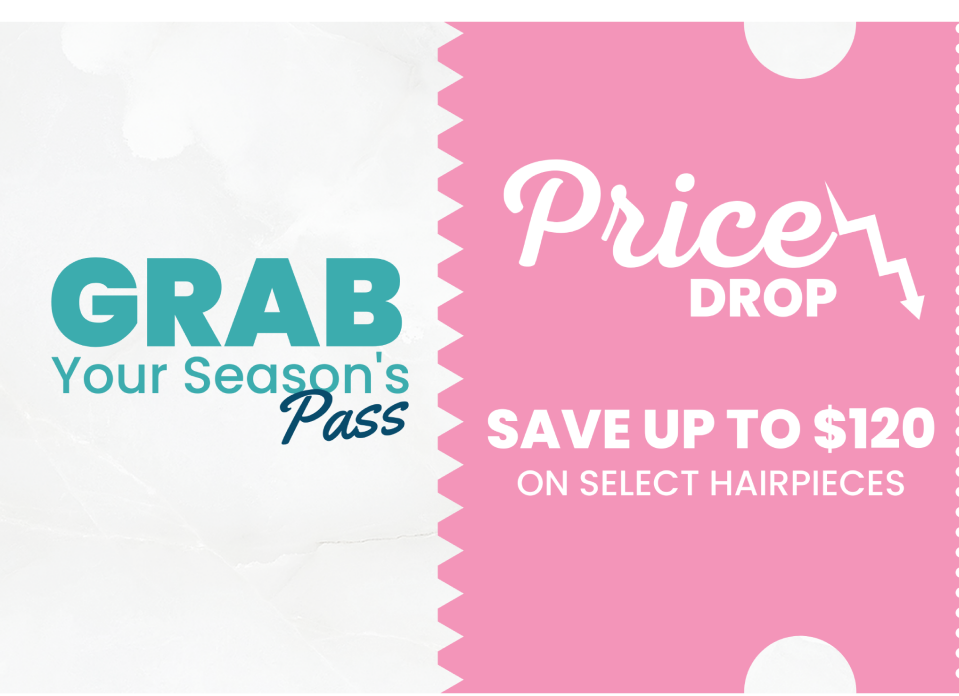 GRAB
Your Season's
Pass
Price
DROP
SAVE UP TO $120
ON SELECT HAIRPIECES